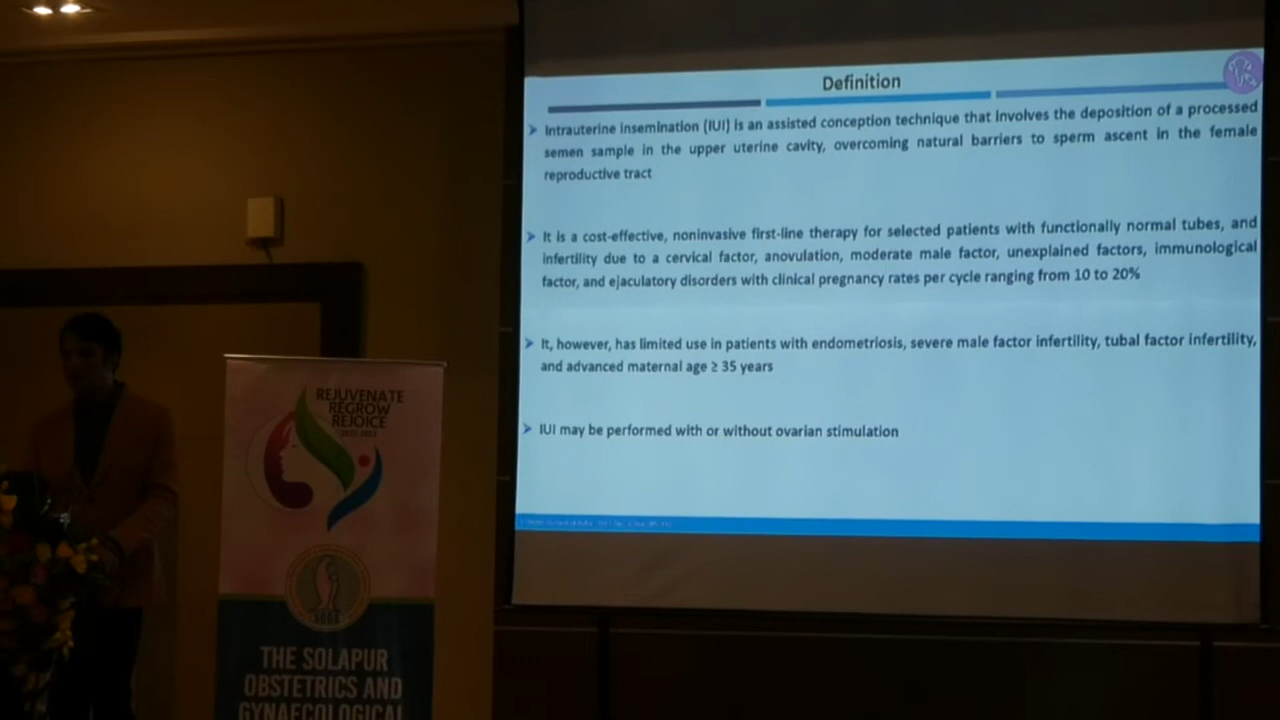 Definition
➤ Intrauterine insemination (IUI) is an assisted conception technique that involves the deposition of a processed
semen sample in the upper uterine cavity, overcoming natural barriers to sperm ascent in the female
reproductive tract
➤ It is a cost-effective, noninvasive first-line therapy for selected patients with functionally normal tubes, and
infertility due to a cervical factor, anovulation, moderate male factor, unexplained factors, immunological
factor, and ejaculatory disorders with clinical pregnancy rates per cycle ranging from 10 to 20%
➤ It, however, has limited use in patients with endometriosis, severe male factor infertility, tubal factor infertility,
and advanced maternal age ≥ 35 years
➤ IUI may be performed with or without ovarian stimulation
REJUVENATE
REGROW
REJOICE
SOGS
THE SOLAPUR
OBSTETRICS AND
GYNAECOLOGICAL